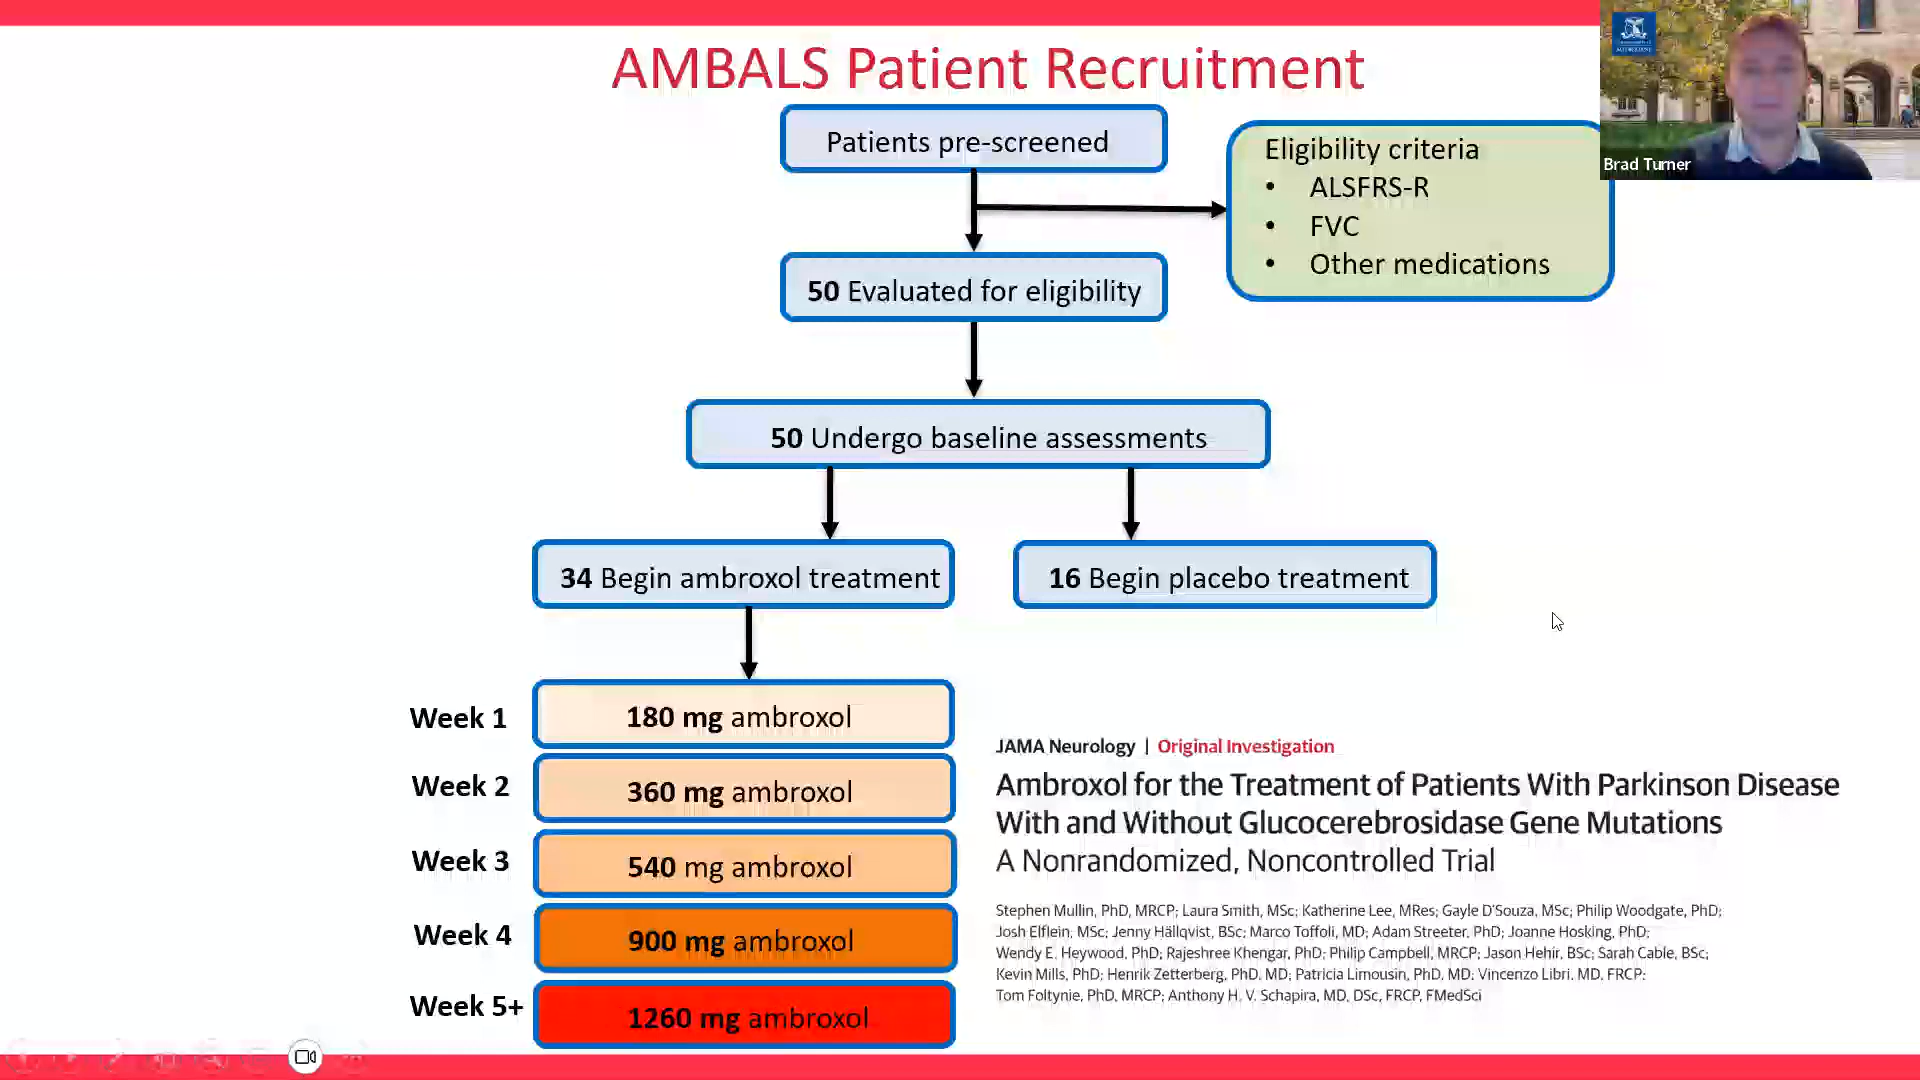 AMBALS Patient Recruitment
Patients pre-screened
Eligibility criteria
• ALSFRS-R
• FVC
• Other medications
Brad Turner
50 Evaluated for eligibility
50 Undergo baseline assessments
34 Begin ambroxol treatment
16 Begin placebo treatment
Week 1
180 mg ambroxol
Week 2
360 mg ambroxol
Week 3
540 mg ambroxol
Week 4
900 mg ambroxol
Week 5+
1260 mg ambroxol
JAMA Neurology | Original Investigation
Ambroxol for the Treatment of Patients With Parkinson Disease
With and Without Glucocerebrosidase Gene Mutations
A Nonrandomized, Noncontrolled Trial
Stephen Mullin, PhD, MRCP; Laura Smith, MSc; Katherine Lee, MRes; Gayle D'Souza, MSc; Philip Woodgate, PhD;
Josh Elflein, MSc; Jenny Hällqvist, BSc; Marco Toffoli, MD; Adam Streeter, PhD; Joanne Hosking, PhD;
Wendy E. Heywood, PhD; Rajeshree Khengar, PhD; Philip Campbell, MRCP; Jason Hehir, BSc; Sarah Cable, BSc;
Kevin Mills, PhD; Henrik Zetterberg, PhD, MD; Patricia Limousin, PhD, MD; Vincenzo Libri, MD, FRCP;
Tom Foltynie, PhD, MRCP; Anthony H. V. Schapira, MD, DSc, FRCP, FMedSci